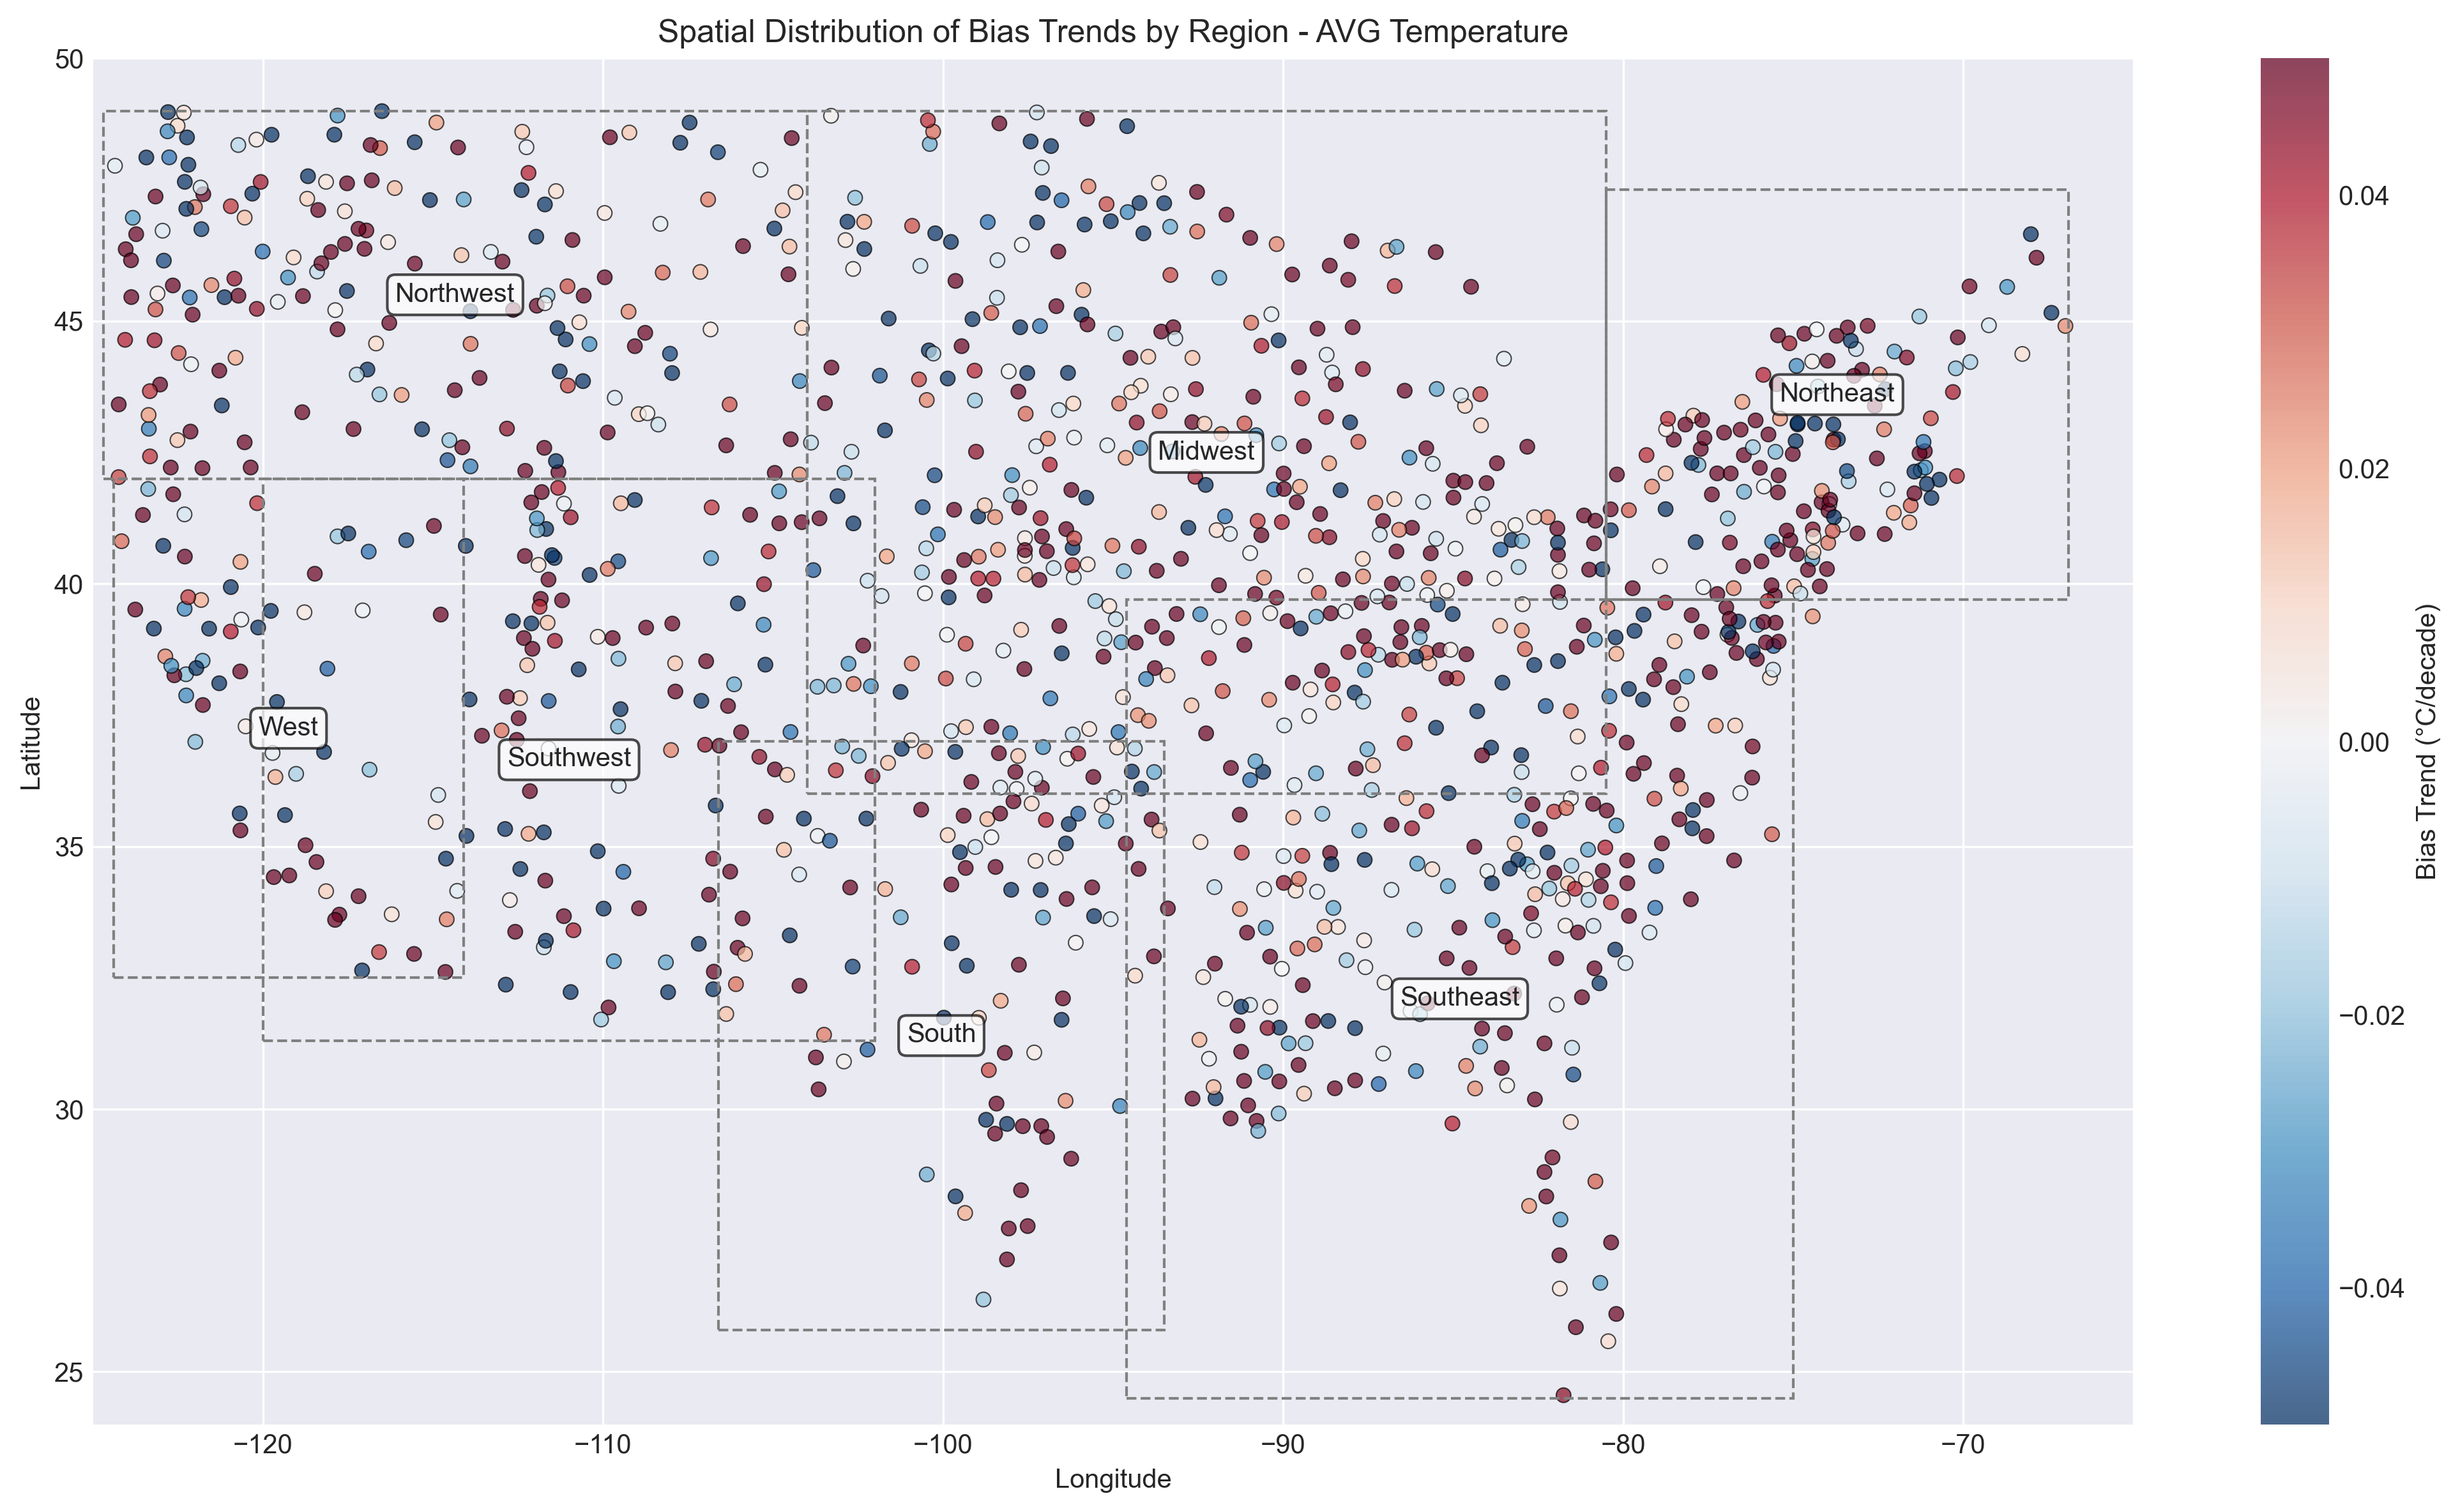 Spatial Distribution of Bias Trends by Region - AVG Temperature
50
45
40
35
30
25
Latitude
Northwest
Northeast
Midwest
West
Southwest
Southeast
South
−120
−110
−100
−90
−80
−70
Longitude
0.04
0.02
0.00
−0.02
−0.04
Bias Trend (°C/decade)